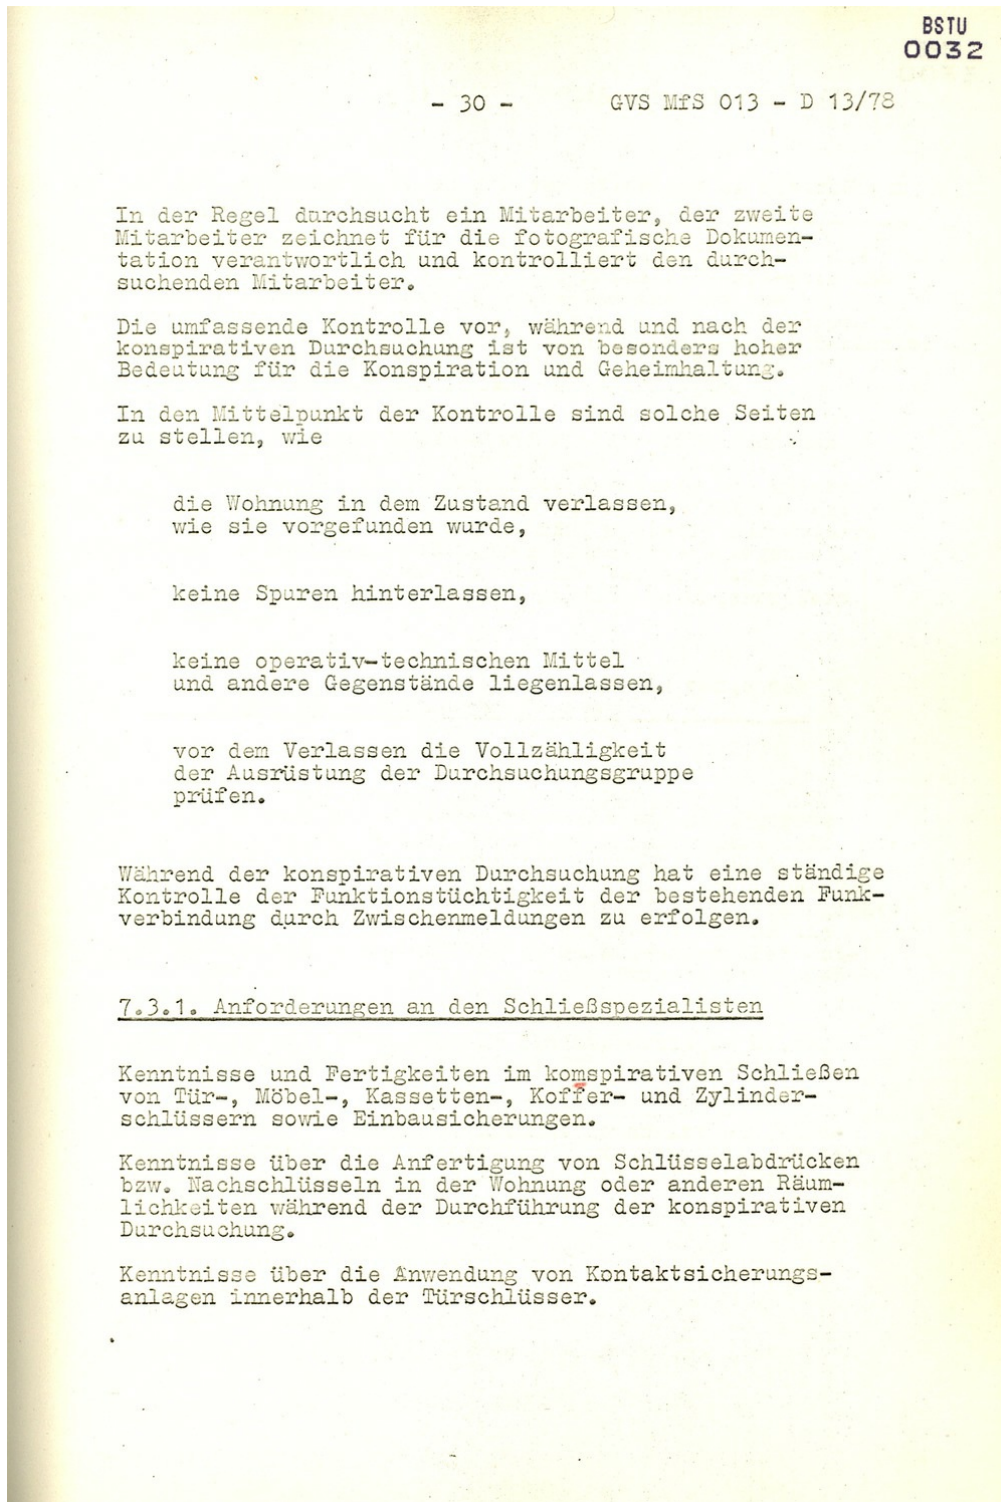 BSTU
0032
- 30 - GVS MfS 013 - D 13/78
In der Regel durchsucht ein Mitarbeiter, der zweite
Mitarbeiter zeichnet für die fotografische Dokumen-
tation verantwortlich und kontrolliert den durch-
suchenden Mitarbeiter.
Die umfassende Kontrolle vor, während und nach der
konspirativen Durchsuchung ist von besonders hoher
Bedeutung für die Konspiration und Geheimhaltung.
In den Mittelpunkt der Kontrolle sind solche Seiten
zu stellen, wie
die Wohnung in dem Zustand verlassen,
wie sie vorgefunden wurde,
keine Spuren hinterlassen,
keine operativ-technischen Mittel
und andere Gegenstände liegenlassen,
vor dem Verlassen die Vollzähligkeit
der Ausrüstung der Durchsuchungsgruppe
prüfen.
Während der konspirativen Durchsuchung hat eine ständige
Kontrolle der Funktionstüchtigkeit der bestehenden Funk-
verbindung durch Zwischenmeldungen zu erfolgen.
7.3.1. Anforderungen an den Schließspezialisten
Kenntnisse und Fertigkeiten im komspirativen Schließen
von Tür-, Möbel-, Kassetten-, Koffer- und Zylinder-
schlüssern sowie Einbausicherungen.
Kenntnisse über die Anfertigung von Schlüsselabdrücken
bzw. Nachschlüsseln in der Wohnung oder anderen Räum-
lichkeiten während der Durchführung der konspirativen
Durchsuchung.
Kenntnisse über die Anwendung von Kontaktsicherungs-
anlagen innerhalb der Türschlüsser.